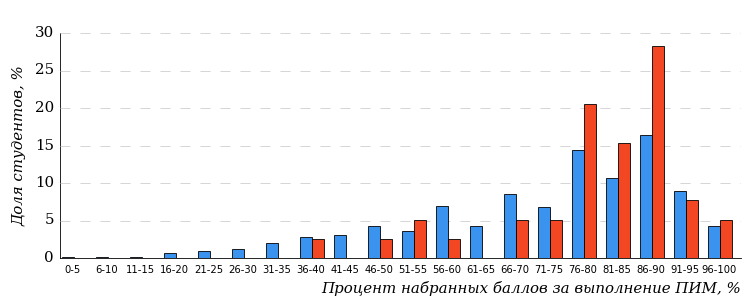 Доля студентов, %
30
25
20
15
10
5
0
0-5 6-10 11-15 16-20 21-25 26-30 31-35 36-40 41-45 46-50 51-55 56-60 61-65 66-70 71-75 76-80 81-85 86-90 91-95 96-100
Процент набранных баллов за выполнение ПИМ, %